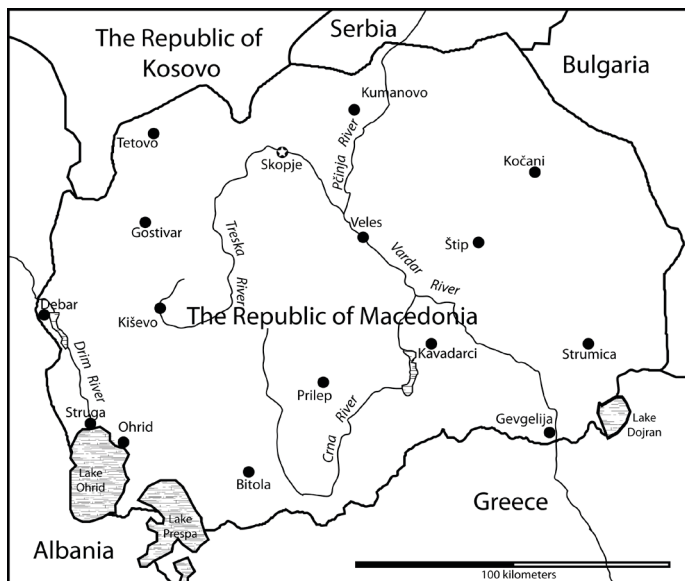 The Republic of
Kosovo
Serbia
Bulgaria
Kumanovo
Tetovo
Skopje
Pčinja River
Kočani
Gostivar
Treska
River
Veles
Štip
Vardar River
Debar
Kiševo
The Republic of Macedonia
Drim River
Kavadarci
Strumica
Prilep
Crna River
Struga
Ohrid
Gevgelija
Lake
Dojran
Lake
Ohrid
Bitola
Lake
Prespa
Greece
Albania
100 kilometers